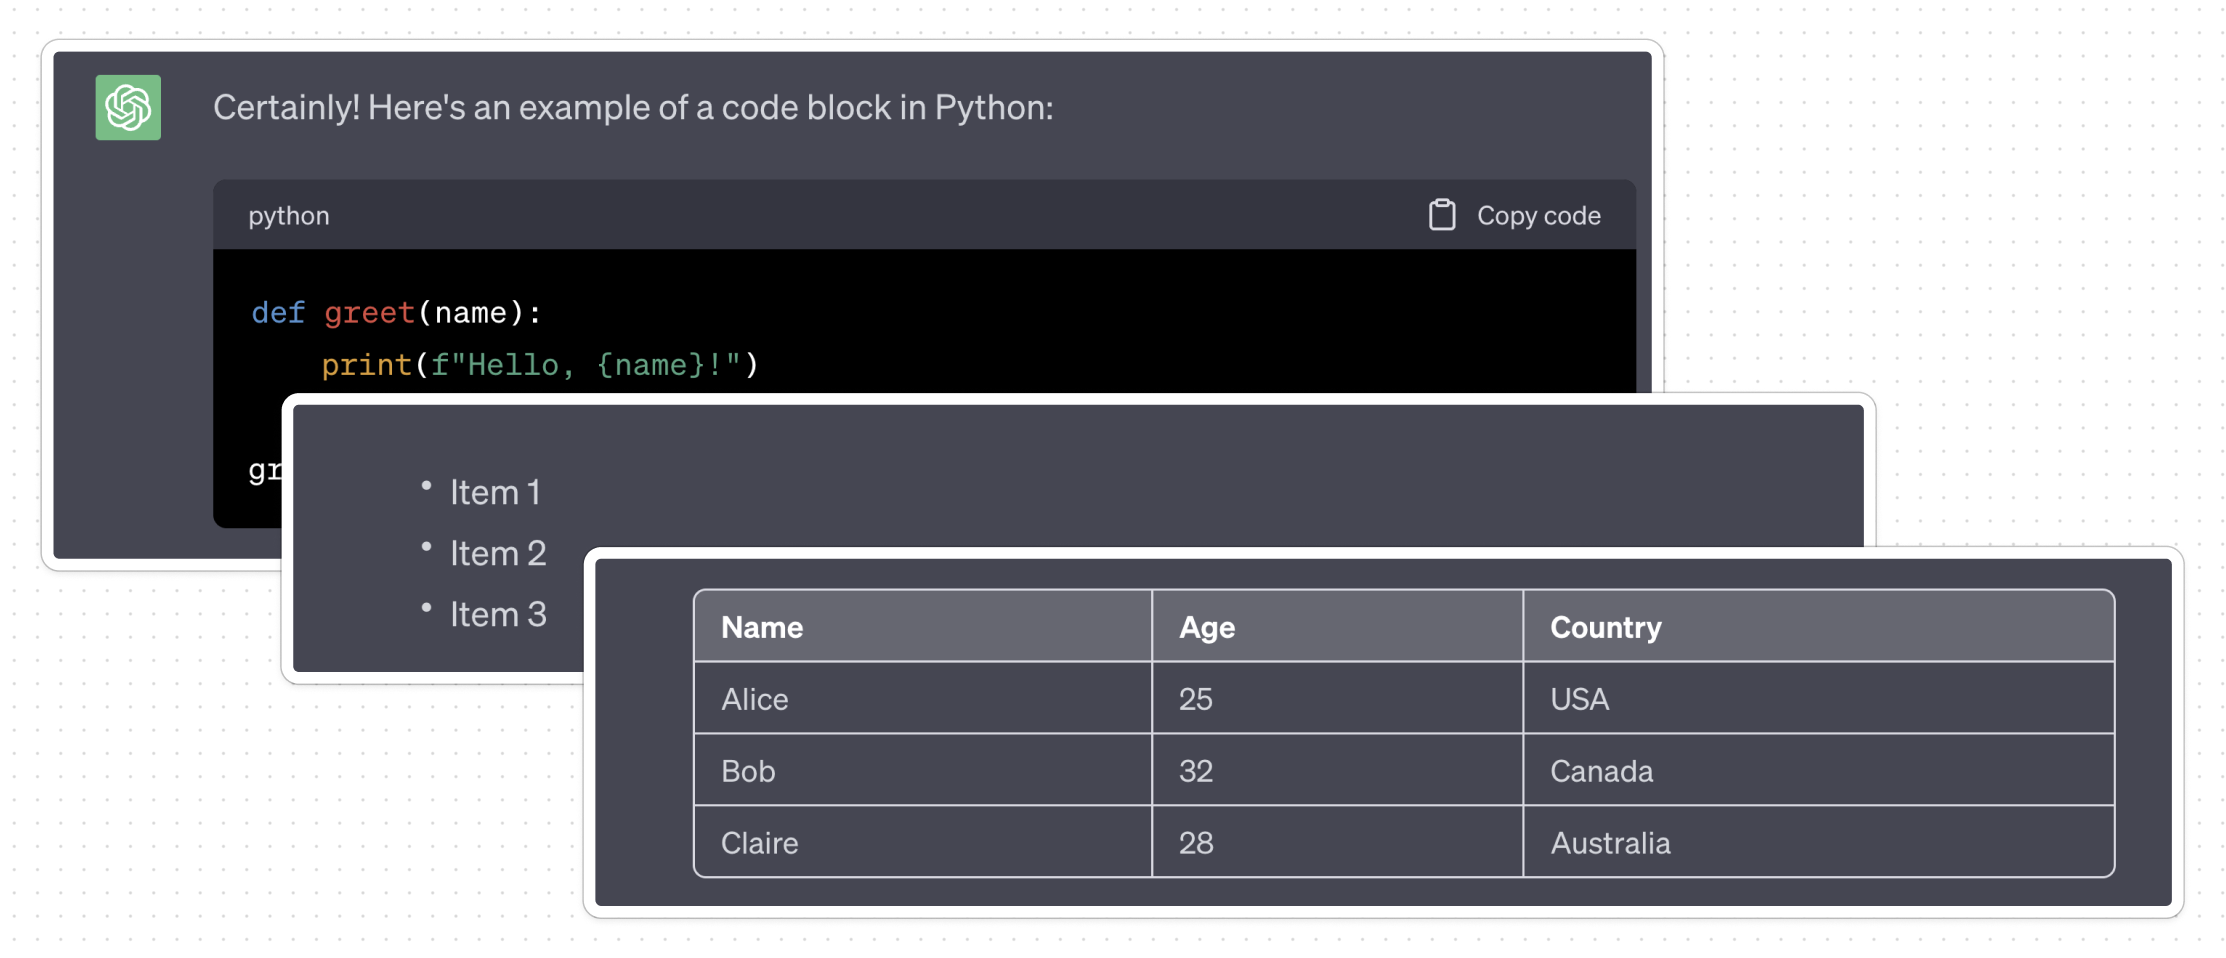 Certainly! Here's an example of a code block in Python:
python
Copy code
def greet(name):
print(f"Hello, {name}!")
gr
• Item 1
• Item 2
• Item 3
Name Age Country
Alice 25 USA
Bob 32 Canada
Claire 28 Australia